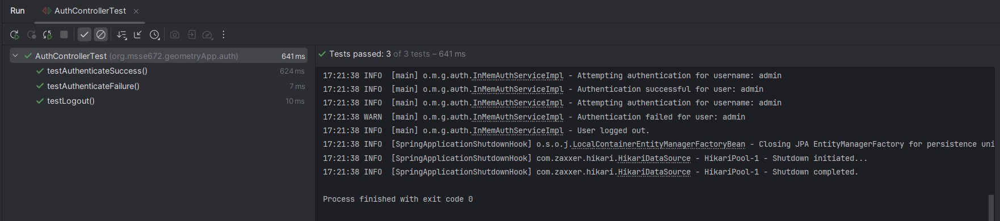 Run AuthControllerTest ×
AuthControllerTest (org.msse672.geometryApp.auth) 641 ms
testAuthenticateSuccess() 624 ms
testAuthenticateFailure() 7 ms
testLogout() 10 ms
Tests passed: 3 of 3 tests – 641 ms
17:21:38 INFO  [main] o.m.g.auth.InMemAuthServiceImpl - Attempting authentication for username: admin
17:21:38 INFO  [main] o.m.g.auth.InMemAuthServiceImpl - Authentication successful for user: admin
17:21:38 INFO  [main] o.m.g.auth.InMemAuthServiceImpl - Attempting authentication for username: admin
17:21:38 WARN  [main] o.m.g.auth.InMemAuthServiceImpl - Authentication failed for user: admin
17:21:38 INFO  [main] o.m.g.auth.InMemAuthServiceImpl - User logged out.
17:21:38 INFO  [SpringApplicationShutdownHook] o.s.o.j.LocalContainerEntityManagerFactoryBean - Closing JPA EntityManagerFactory for persistence uni
17:21:38 INFO  [SpringApplicationShutdownHook] com.zaxxer.hikari.HikariDataSource - HikariPool-1 - Shutdown initiated...
17:21:38 INFO  [SpringApplicationShutdownHook] com.zaxxer.hikari.HikariDataSource - HikariPool-1 - Shutdown completed.
Process finished with exit code 0